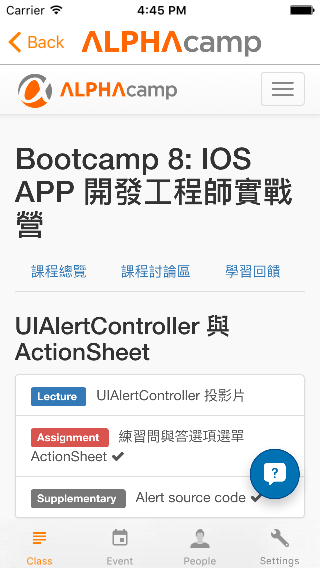 Carrier 4:45 PM
Back ALPHAcamp
ALPHAcamp
Bootcamp 8: IOS
APP 開發工程師實戰
營
課程總覽 課程討論區 學習回饋
UIAlertController 與
ActionSheet
Lecture UIAlertController 投影片
Assignment 練習問與答選項選單
ActionSheet
Supplementary Alert source code
Class Event People Settings